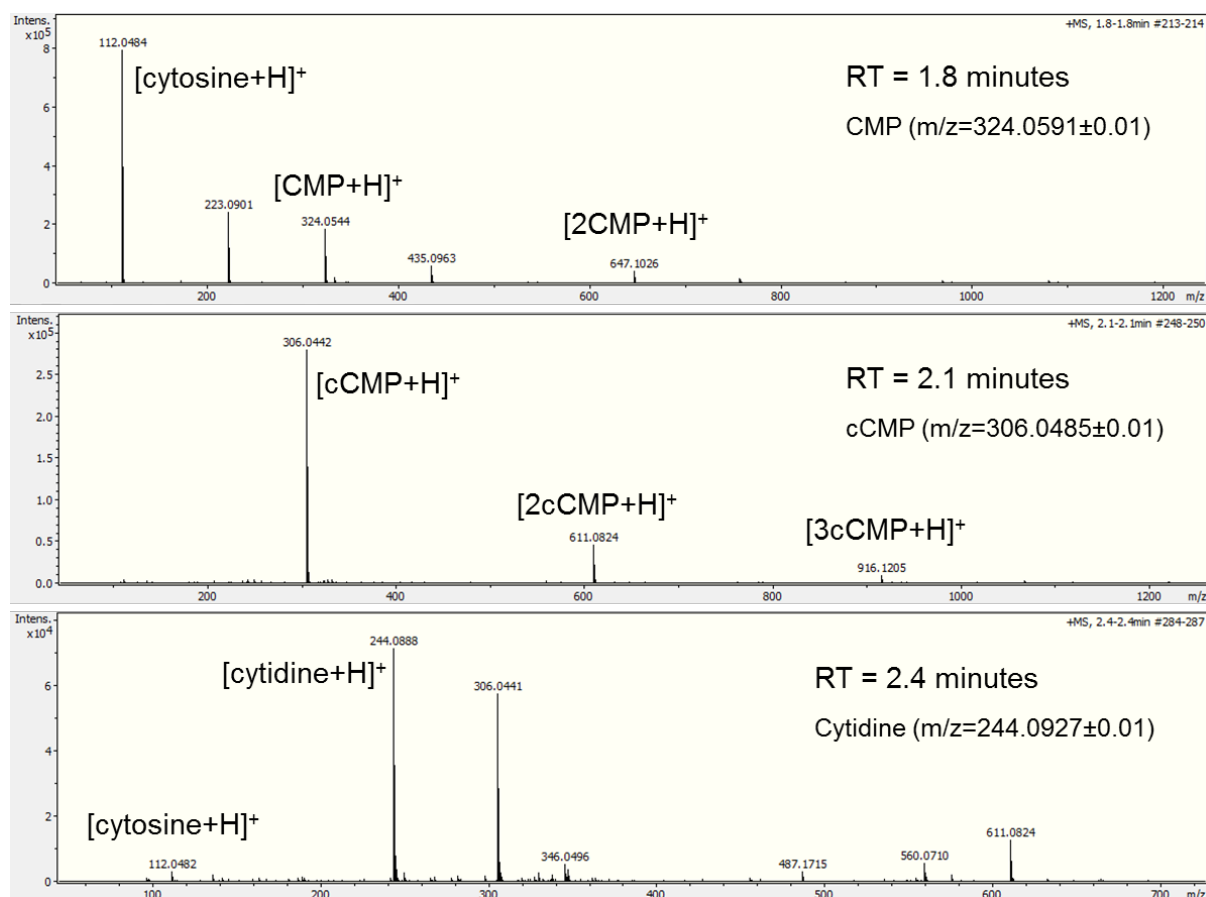 Intens.
x10⁵
+MS, 1.8-1.8min #213-214
112.0484
8
[cytosine+H]⁺
RT = 1.8 minutes
CMP (m/z=324.0591±0.01)
6
4
[CMP+H]⁺
[2CMP+H]⁺
223.0901
324.0544
2
435.0963
647.1026
0
200 400 600 800 1000 1200 m/z
Intens.
x10⁵
+MS, 2.1-2.1min #248-250
306.0442
[cCMP+H]⁺
RT = 2.1 minutes
2.5
cCMP (m/z=306.0485±0.01)
2.0
1.5
[2cCMP+H]⁺
[3cCMP+H]⁺
1.0
0.5
611.0824
916.1205
0.0
200 400 600 800 1000 1200 m/z
Intens.
x10⁴
+MS, 2.4-2.4min #284-287
244.0888
[cytidine+H]⁺
306.0441
RT = 2.4 minutes
6
Cytidine (m/z=244.0927±0.01)
4
[cytosine+H]⁺
2
611.0824
112.0482
346.0496
487.1715
560.0710
0
100 200 300 400 500 600 700 m/z